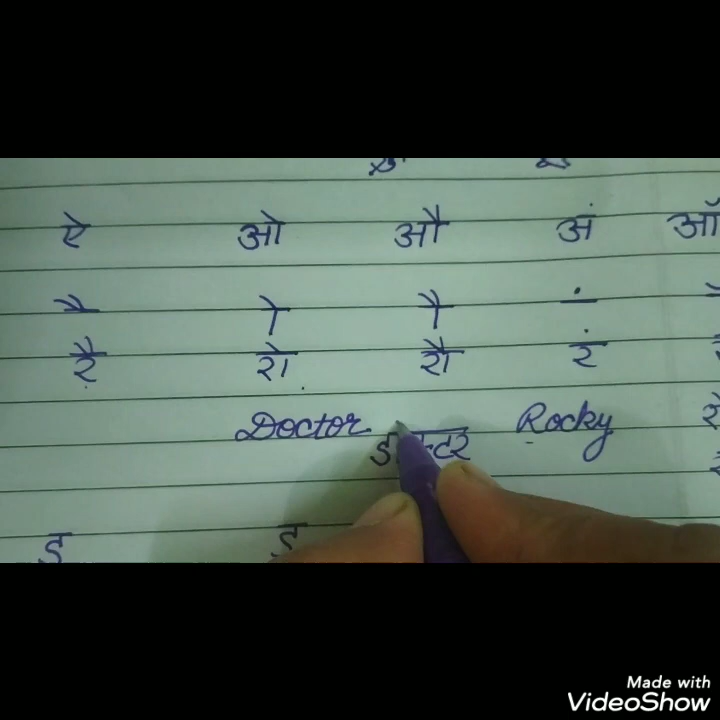 ऐ ओ औ अं ऑ
ै ो ौ ं
रै रो रौ रं
Doctor Rocky
ड ड
Made with
VideoShow